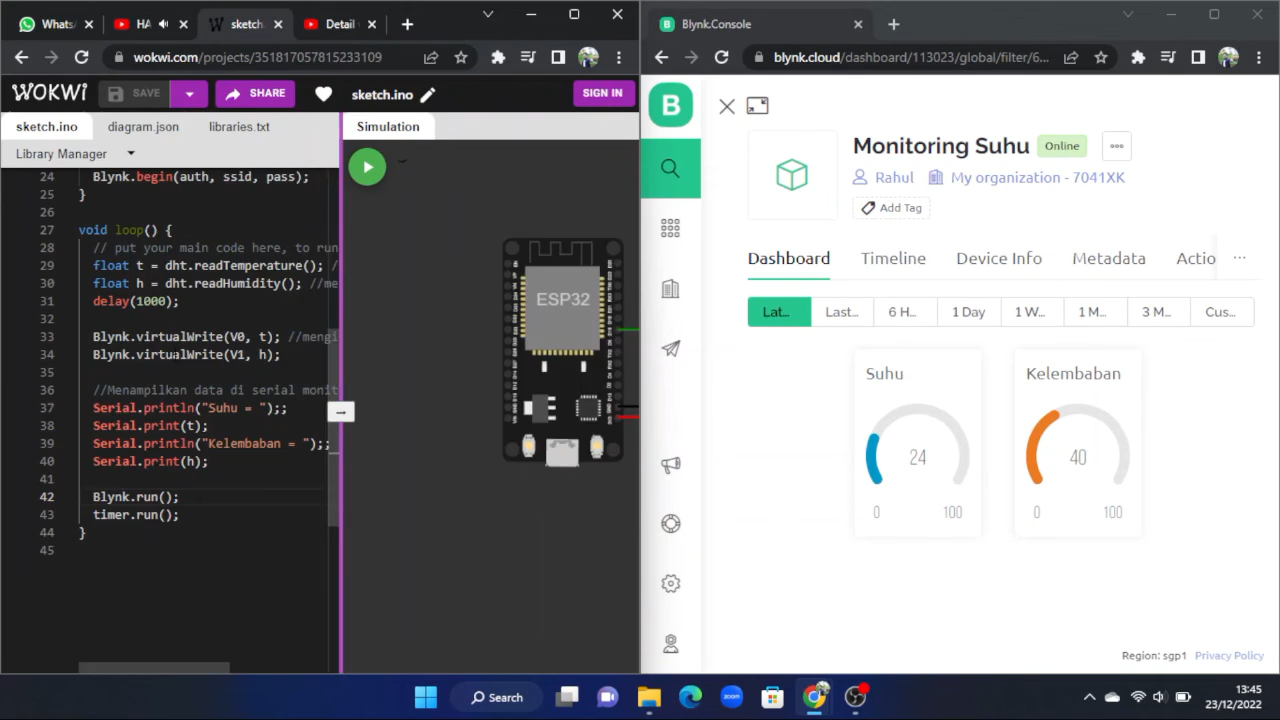 Whats
HA
sketch
Detail
Blynk.Console
wokwi.com/projects/351817057815233109
blynk.cloud/dashboard/113023/global/filter/6...
WOKWI
SAVE
SHARE
sketch.ino
SIGN IN
sketch.ino
diagram.json
libraries.txt
Simulation
Library Manager
24 Blynk.begin(auth, ssid, pass);
25 }
26
27 void loop() {
28 // put your main code here, to run
29 float t = dht.readTemperature(); /
30 float h = dht.readHumidity(); //me
31 delay(1000);
32
33 Blynk.virtualWrite(V0, t); //mengi
34 Blynk.virtualWrite(V1, h);
35
36 //Menampilkan data di serial monit
37 Serial.println("Suhu = ");;
38 Serial.print(t);
39 Serial.println("Kelembaban = ");;
40 Serial.print(h);
41
42 Blynk.run();
43 timer.run();
44 }
45
ESP32
B
Monitoring Suhu
Online
Rahul
My organization - 7041XK
Add Tag
Dashboard
Timeline
Device Info
Metadata
Actio
Lat...
Last...
6 H...
1 Day
1 W...
1 M...
3 M...
Cus...
Suhu
24
0
100
Kelembaban
40
0
100
Region: sgp1
Privacy Policy
Search
zoom
13:45
23/12/2022